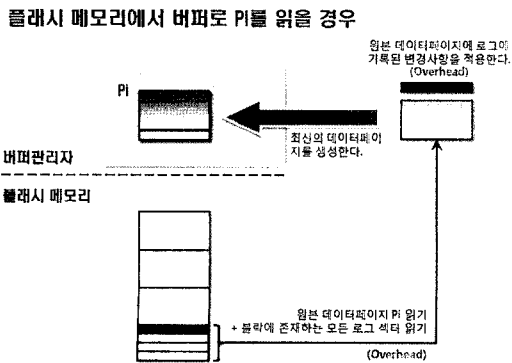 플래시 메모리에서 버퍼로 Pi를 읽을 경우
원본 데이터페이지에 로그에
기록된 변경사항을 적용한다.
(Overhead)
Pi
최신의 데이터페이
지를 생성한다.
버퍼관리자
플래시 메모리
원본 데이터페이지 Pi 읽기
+ 블락에 존재하는 모든 로그 섹터 읽기
(Overhead)